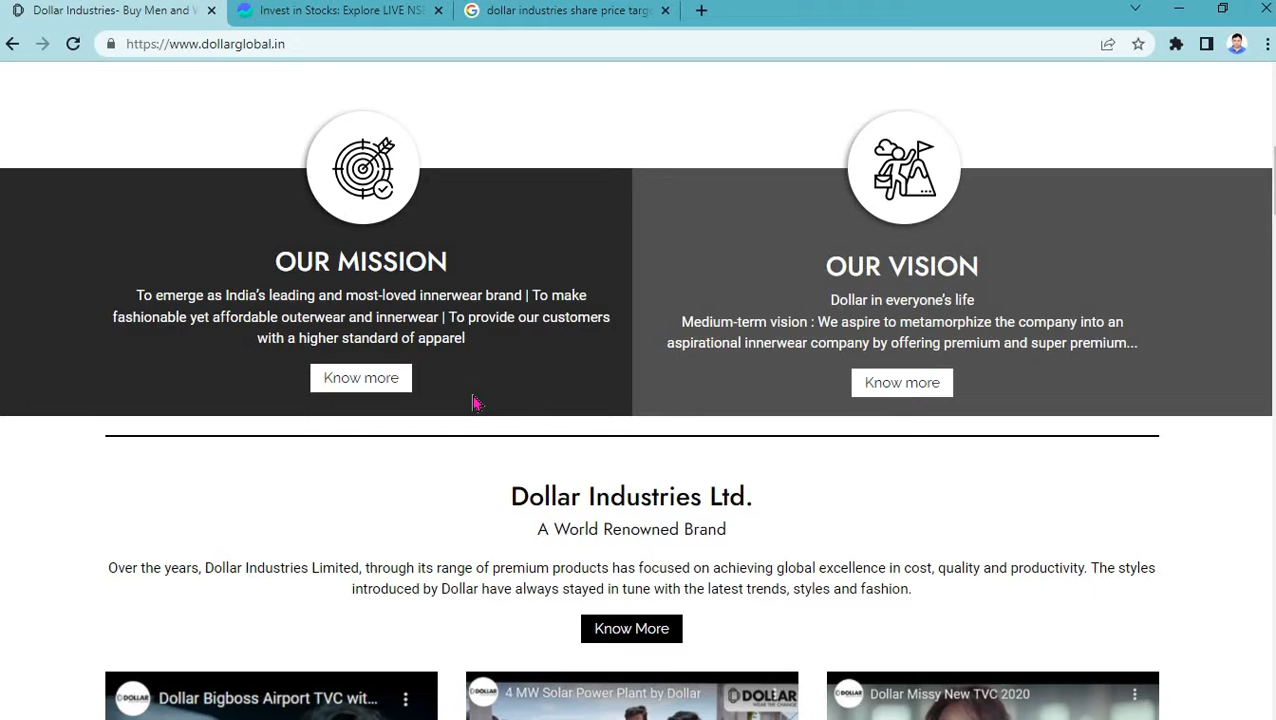 Dollar Industries- Buy Men and W
Invest in Stocks: Explore LIVE NSE
dollar industries share price targe
https://www.dollarglobal.in
OUR MISSION
To emerge as India's leading and most-loved innerwear brand | To make
fashionable yet affordable outerwear and innerwear | To provide our customers
with a higher standard of apparel
Know more
OUR VISION
Dollar in everyone's life
Medium-term vision : We aspire to metamorphize the company into an
aspirational innerwear company by offering premium and super premium...
Know more
Dollar Industries Ltd.
A World Renowned Brand
Over the years, Dollar Industries Limited, through its range of premium products has focused on achieving global excellence in cost, quality and productivity. The styles
introduced by Dollar have always stayed in tune with the latest trends, styles and fashion.
Know More
DOLLAR
Dollar Bigboss Airport TVC wit...
DOLLAR
4 MW Solar Power Plant by Dollar
DOLLAR
WEAR THE CHANGE
DOLLAR
Dollar Missy New TVC 2020